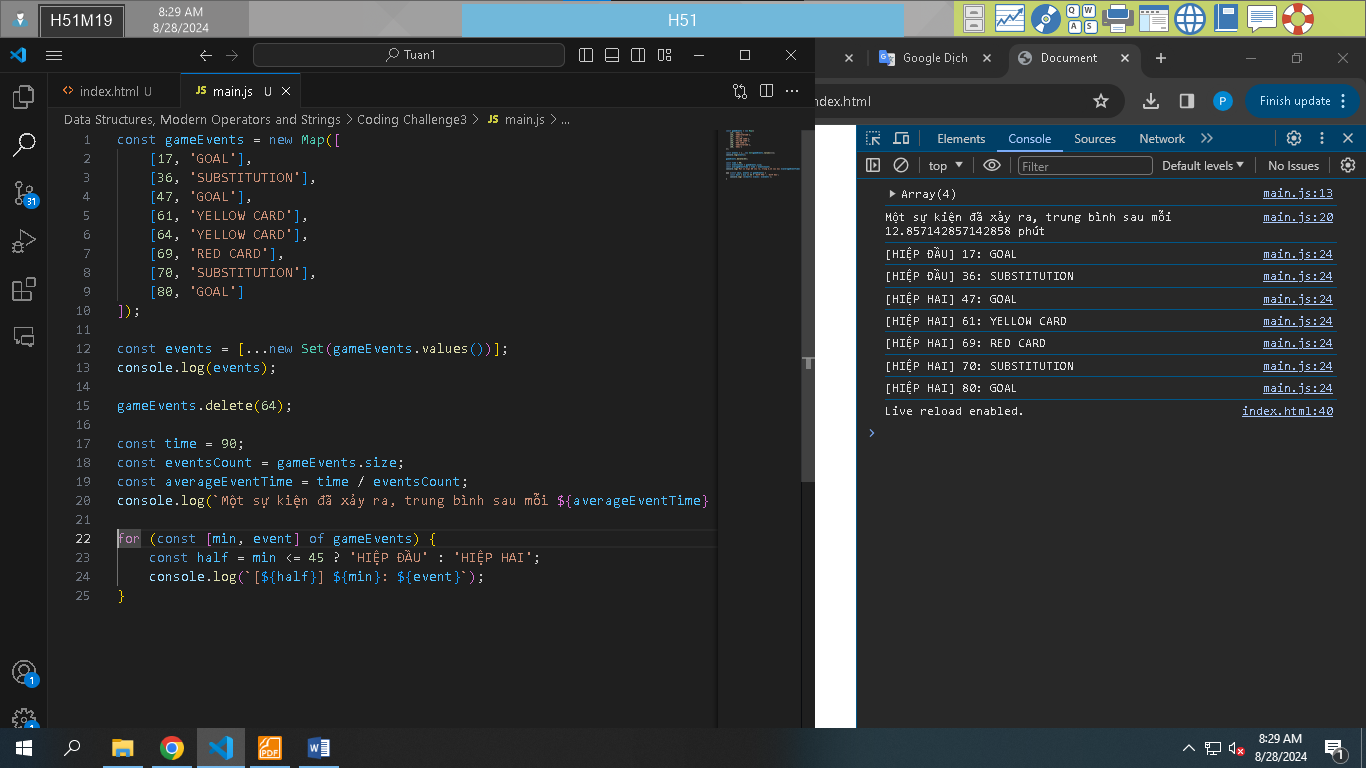 H51M19
8:29 AM
8/28/2024
H51
Q W
A S
Tuan1
Google Dịch
Document
index.html U
main.js U
ndex.html
P
Finish update
Data Structures, Modern Operators and Strings > Coding Challenge3 > JS main.js > ...
1 const gameEvents = new Map([
2 [17, 'GOAL'],
3 [36, 'SUBSTITUTION'],
4 [47, 'GOAL'],
5 [61, 'YELLOW CARD'],
6 [64, 'YELLOW CARD'],
7 [69, 'RED CARD'],
8 [70, 'SUBSTITUTION'],
9 [80, 'GOAL']
10 ]);
11
12 const events = [...new Set(gameEvents.values())];
13 console.log(events);
14
15 gameEvents.delete(64);
16
17 const time = 90;
18 const eventsCount = gameEvents.size;
19 const averageEventTime = time / eventsCount;
20 console.log(`Một sự kiện đã xảy ra, trung bình sau mỗi ${averageEventTime}
21
22 for (const [min, event] of gameEvents) {
23 const half = min <= 45 ? 'HIỆP ĐẦU' : 'HIỆP HAI';
24 console.log(`[${half}] ${min}: ${event}`);
25 }
31
1
1
Elements
Console
Sources
Network
top
Filter
Default levels
No Issues
Array(4) main.js:13
Một sự kiện đã xảy ra, trung bình sau mỗi main.js:20
12.857142857142858 phút
[HIỆP ĐẦU] 17: GOAL main.js:24
[HIỆP ĐẦU] 36: SUBSTITUTION main.js:24
[HIỆP HAI] 47: GOAL main.js:24
[HIỆP HAI] 61: YELLOW CARD main.js:24
[HIỆP HAI] 69: RED CARD main.js:24
[HIỆP HAI] 70: SUBSTITUTION main.js:24
[HIỆP HAI] 80: GOAL main.js:24
Live reload enabled. index.html:40
PDF
8:29 AM
8/28/2024
1